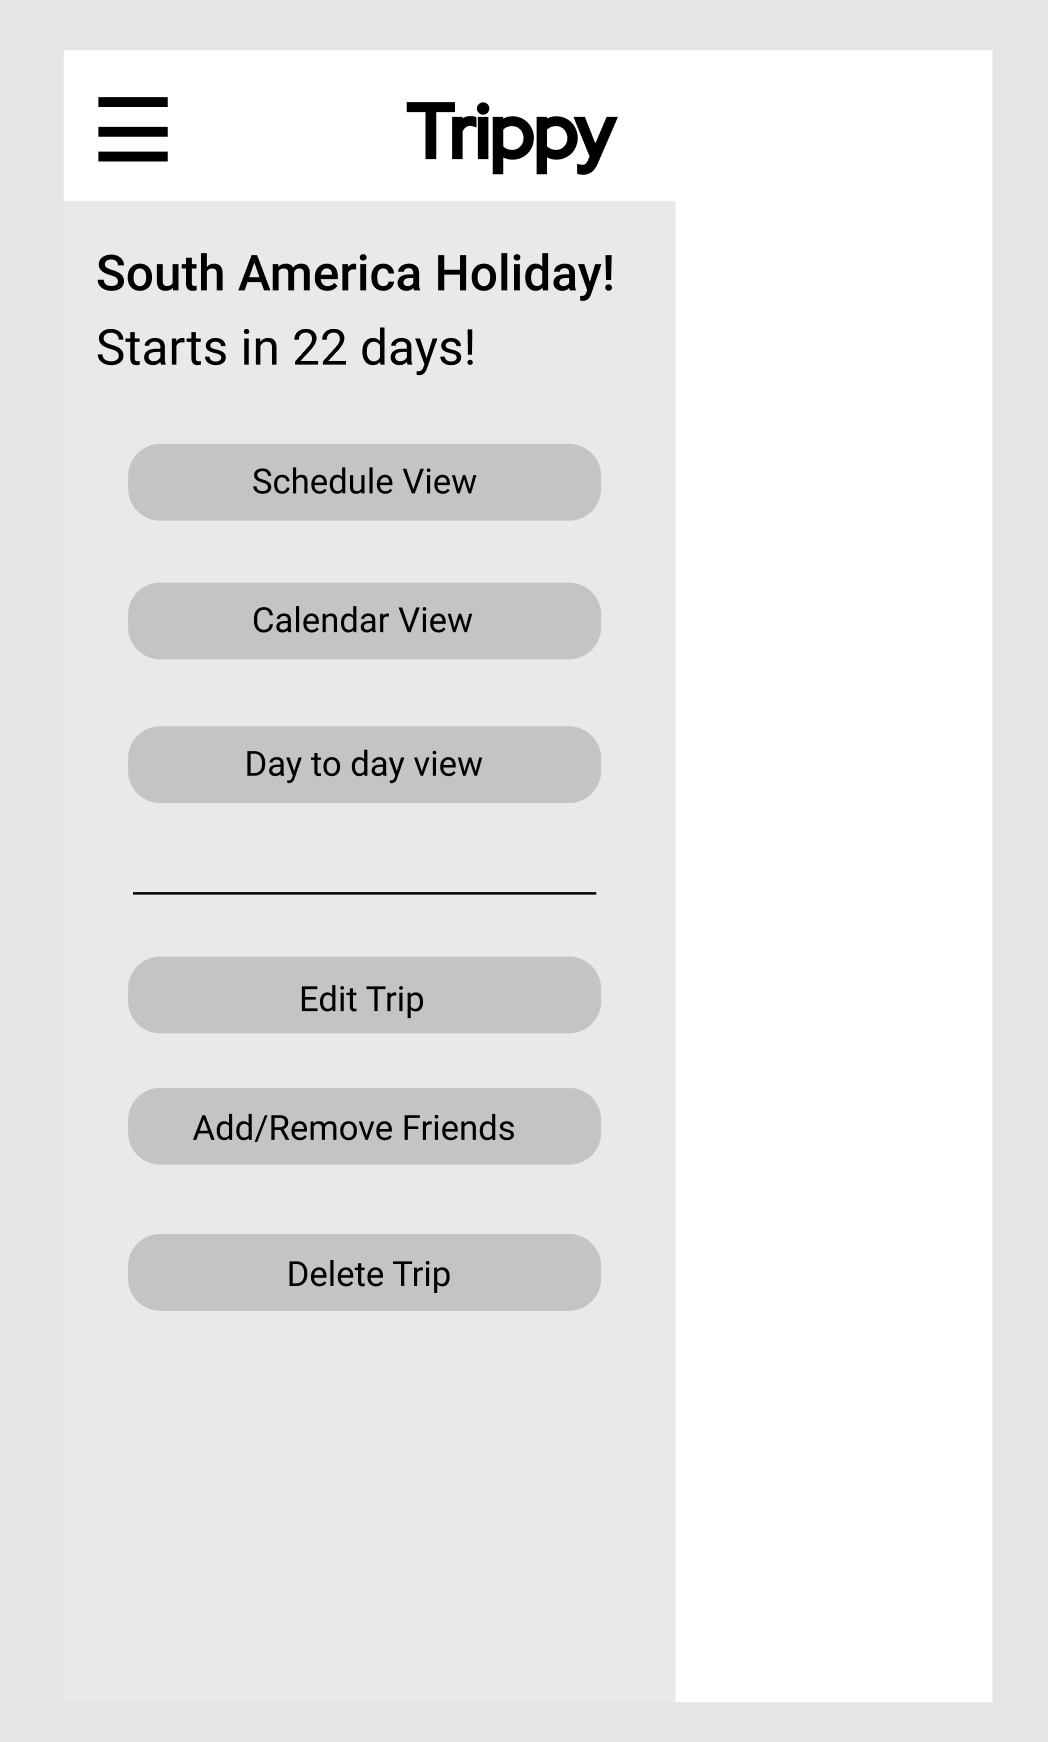 Trippy
South America Holiday!
Starts in 22 days!
Schedule View
Calendar View
Day to day view
Edit Trip
Add/Remove Friends
Delete Trip